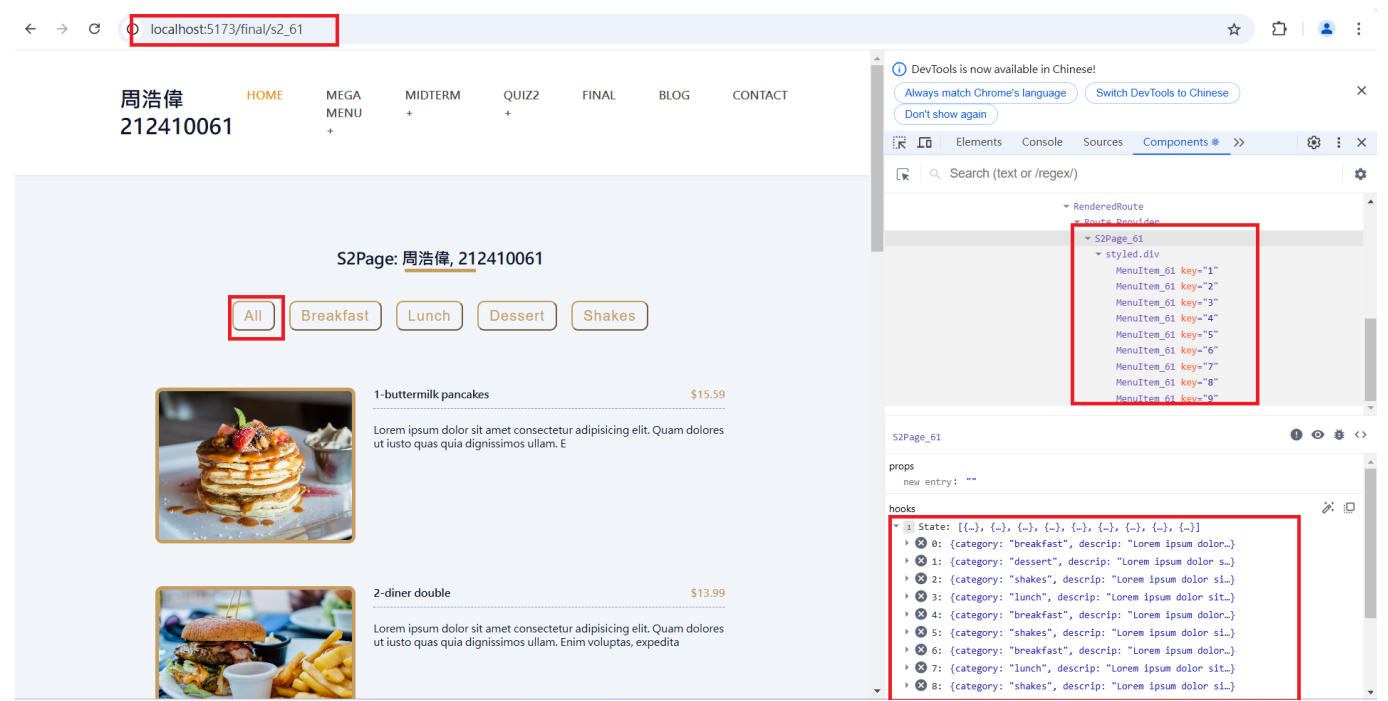 localhost:5173/final/s2_61
周浩偉
212410061
HOME
MEGA
MENU
+
MIDTERM
+
QUIZ2
+
FINAL
BLOG
CONTACT
S2Page: 周浩偉, 212410061
All
Breakfast
Lunch
Dessert
Shakes
1-buttermilk pancakes $15.59
Lorem ipsum dolor sit amet consectetur adipisicing elit. Quam dolores
ut iusto quas quia dignissimos ullam. E
2-diner double $13.99
Lorem ipsum dolor sit amet consectetur adipisicing elit. Quam dolores
ut iusto quas quia dignissimos ullam. Enim voluptas, expedita
DevTools is now available in Chinese!
Always match Chrome's language
Switch DevTools to Chinese
Don't show again
Elements
Console
Sources
Components
Search (text or /regex/)
RenderedRoute
Route.Provider
S2Page_61
styled.div
MenuItem_61 key="1"
MenuItem_61 key="2"
MenuItem_61 key="3"
MenuItem_61 key="4"
MenuItem_61 key="5"
MenuItem_61 key="6"
MenuItem_61 key="7"
MenuItem_61 key="8"
MenuItem_61 key="9"
S2Page_61
props
new entry: ""
hooks
1 State: [{…}, {…}, {…}, {…}, {…}, {…}, {…}, {…}, {…}]
0: {category: "breakfast", descrip: "Lorem ipsum dolor…}
1: {category: "dessert", descrip: "Lorem ipsum dolor s…}
2: {category: "shakes", descrip: "Lorem ipsum dolor si…}
3: {category: "lunch", descrip: "Lorem ipsum dolor sit…}
4: {category: "breakfast", descrip: "Lorem ipsum dolor…}
5: {category: "shakes", descrip: "Lorem ipsum dolor si…}
6: {category: "breakfast", descrip: "Lorem ipsum dolor…}
7: {category: "lunch", descrip: "Lorem ipsum dolor sit…}
8: {category: "shakes", descrip: "Lorem ipsum dolor si…}